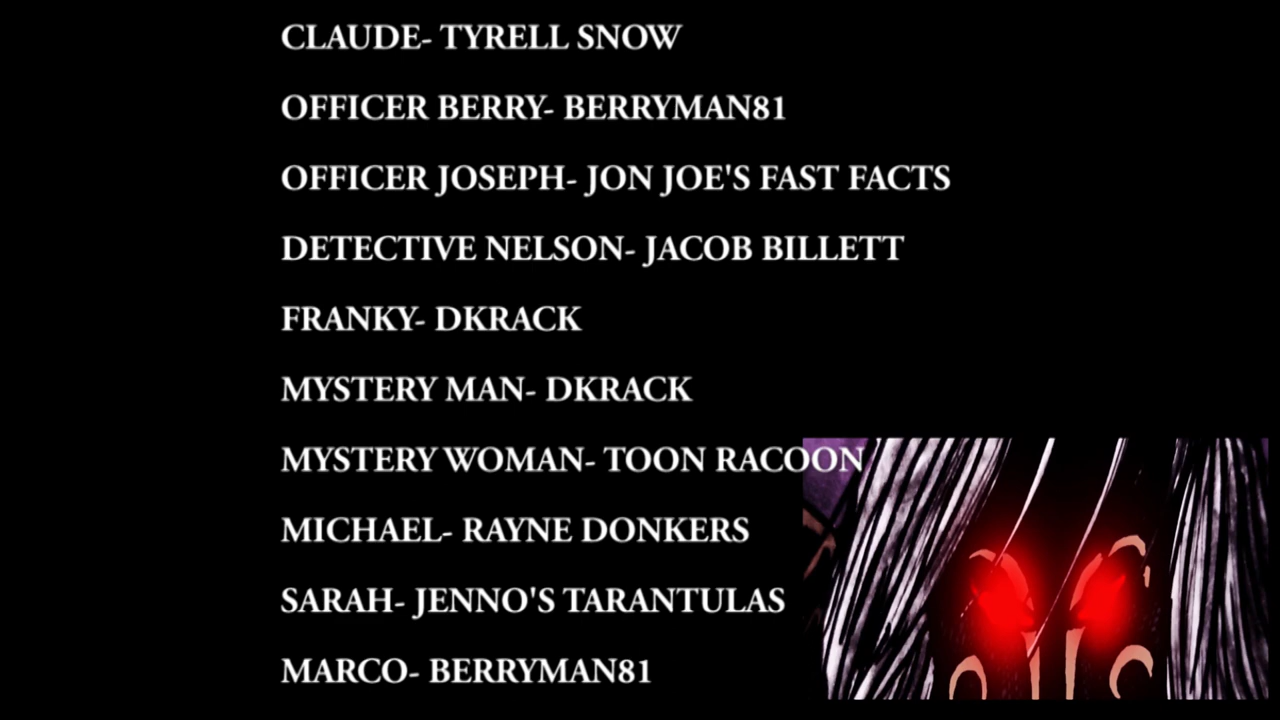 CLAUDE- TYRELL SNOW
OFFICER BERRY- BERRYMAN81
OFFICER JOSEPH- JON JOE'S FAST FACTS
DETECTIVE NELSON- JACOB BILLETT
FRANKY- DKRACK
MYSTERY MAN- DKRACK
MYSTERY WOMAN- TOON RACOON
MICHAEL- RAYNE DONKERS
SARAH- JENNO'S TARANTULAS
MARCO- BERRYMAN81